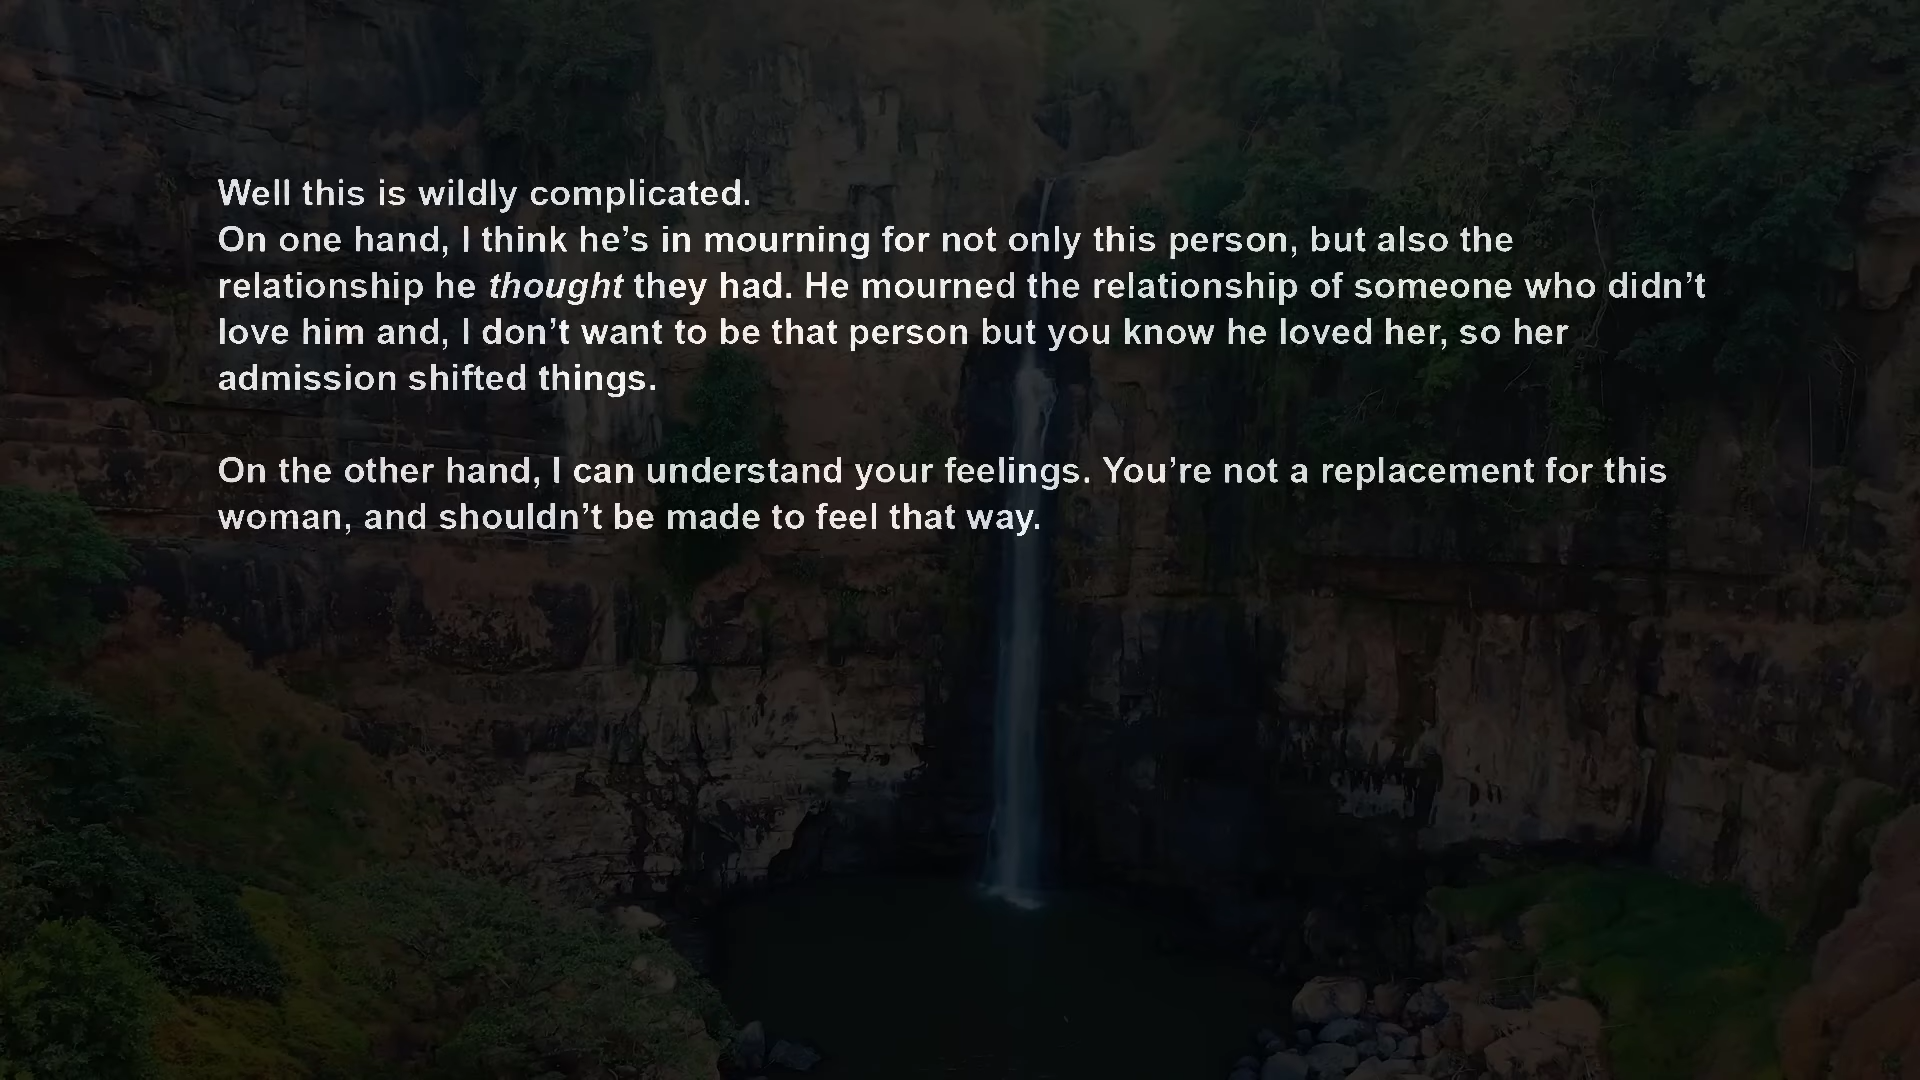 Well this is wildly complicated.
On one hand, I think he’s in mourning for not only this person, but also the
relationship he thought they had. He mourned the relationship of someone who didn’t
love him and, I don’t want to be that person but you know he loved her, so her
admission shifted things.
On the other hand, I can understand your feelings. You’re not a replacement for this
woman, and shouldn’t be made to feel that way.